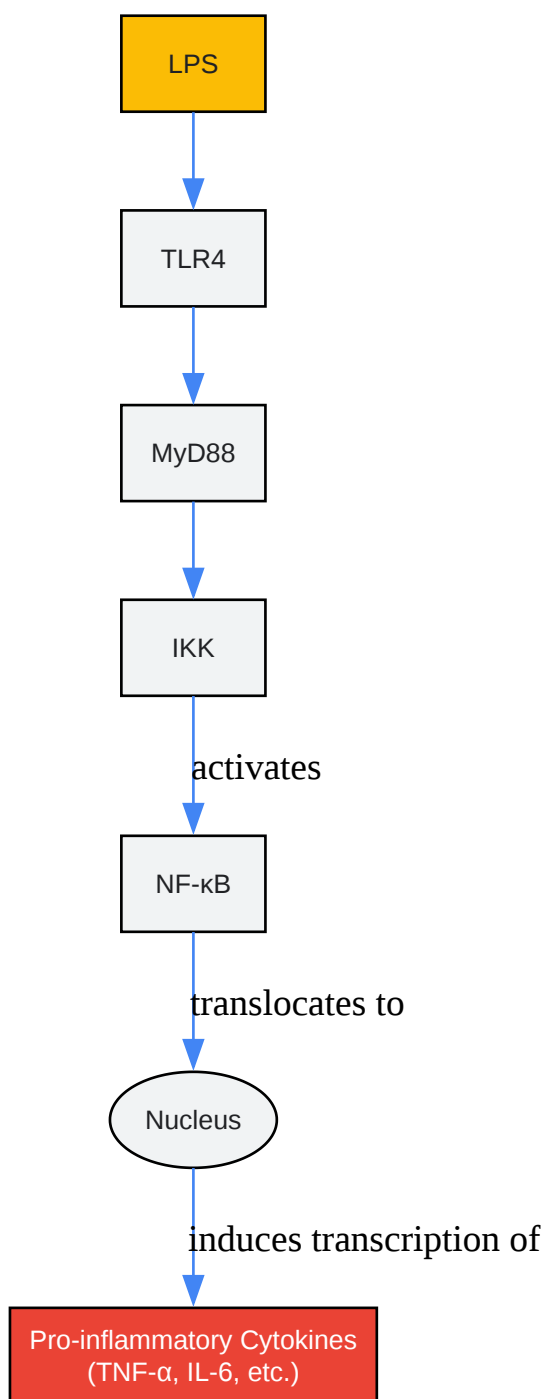 LPS
TLR4
MyD88
IKK
activates
NF-κB
translocates to
Nucleus
induces transcription of
Pro-inflammatory Cytokines
(TNF-α, IL-6, etc.)